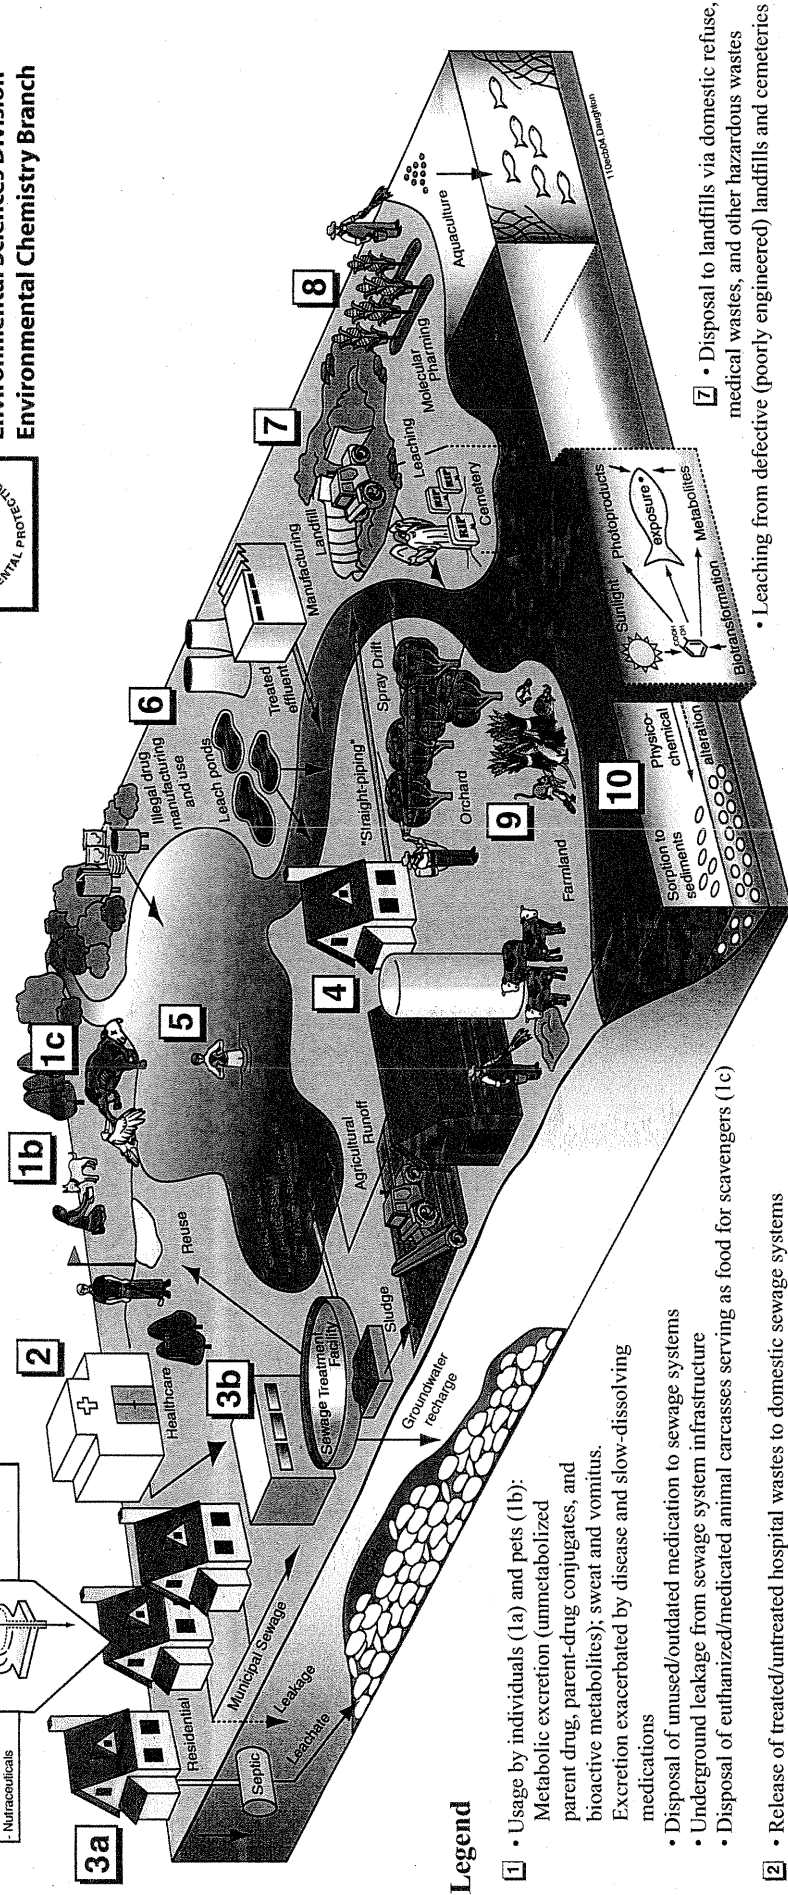 Environmental Chemistry Branch
- Nutraceuticals
3a
Residential
Septic
Municipal Sewage
Leakage
Leachate
2
Healthcare
3b
Sewage Treatment
Facility
Sludge
Groundwater
recharge
Reuse
1b
1c
5
Agricultural
Runoff
4
Illegal drug
manufacturing
and use
Leach ponds
6
Treated
effluent
Manufacturing
"Straight-piping"
Spray Drift
Orchard
9
Farmland
10
7
Landfill
Leaching
RIP
RIP
RIP
Cemetery
8
Molecular
Pharming
Aquaculture
110ecb04.Daughton
Sorption to
sediments
Physico-
chemical
alteration
Sunlight
Photoproducts
exposure
COOH
Biotransformation
Metabolites
Legend
1 • Usage by individuals (1a) and pets (1b):
Metabolic excretion (unmetabolized
parent drug, parent-drug conjugates, and
bioactive metabolites); sweat and vomitus.
Excretion exacerbated by disease and slow-dissolving
medications
• Disposal of unused/outdated medication to sewage systems
• Underground leakage from sewage system infrastructure
• Disposal of euthanized/medicated animal carcasses serving as food for scavengers (1c)
2 • Release of treated/untreated hospital wastes to domestic sewage systems
7 • Disposal to landfills via domestic refuse,
medical wastes, and other hazardous wastes
• Leaching from defective (poorly engineered) landfills and cemeteries